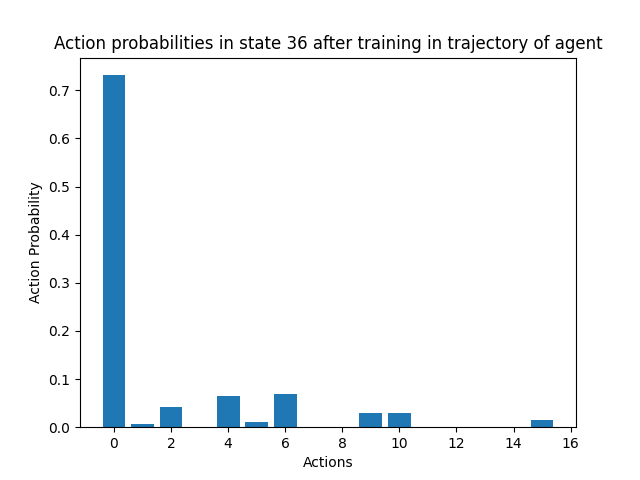 Action probabilities in state 36 after training in trajectory of agent
Action Probability
0.7
0.6
0.5
0.4
0.3
0.2
0.1
0.0
0 2 4 6 8 10 12 14 16
Actions